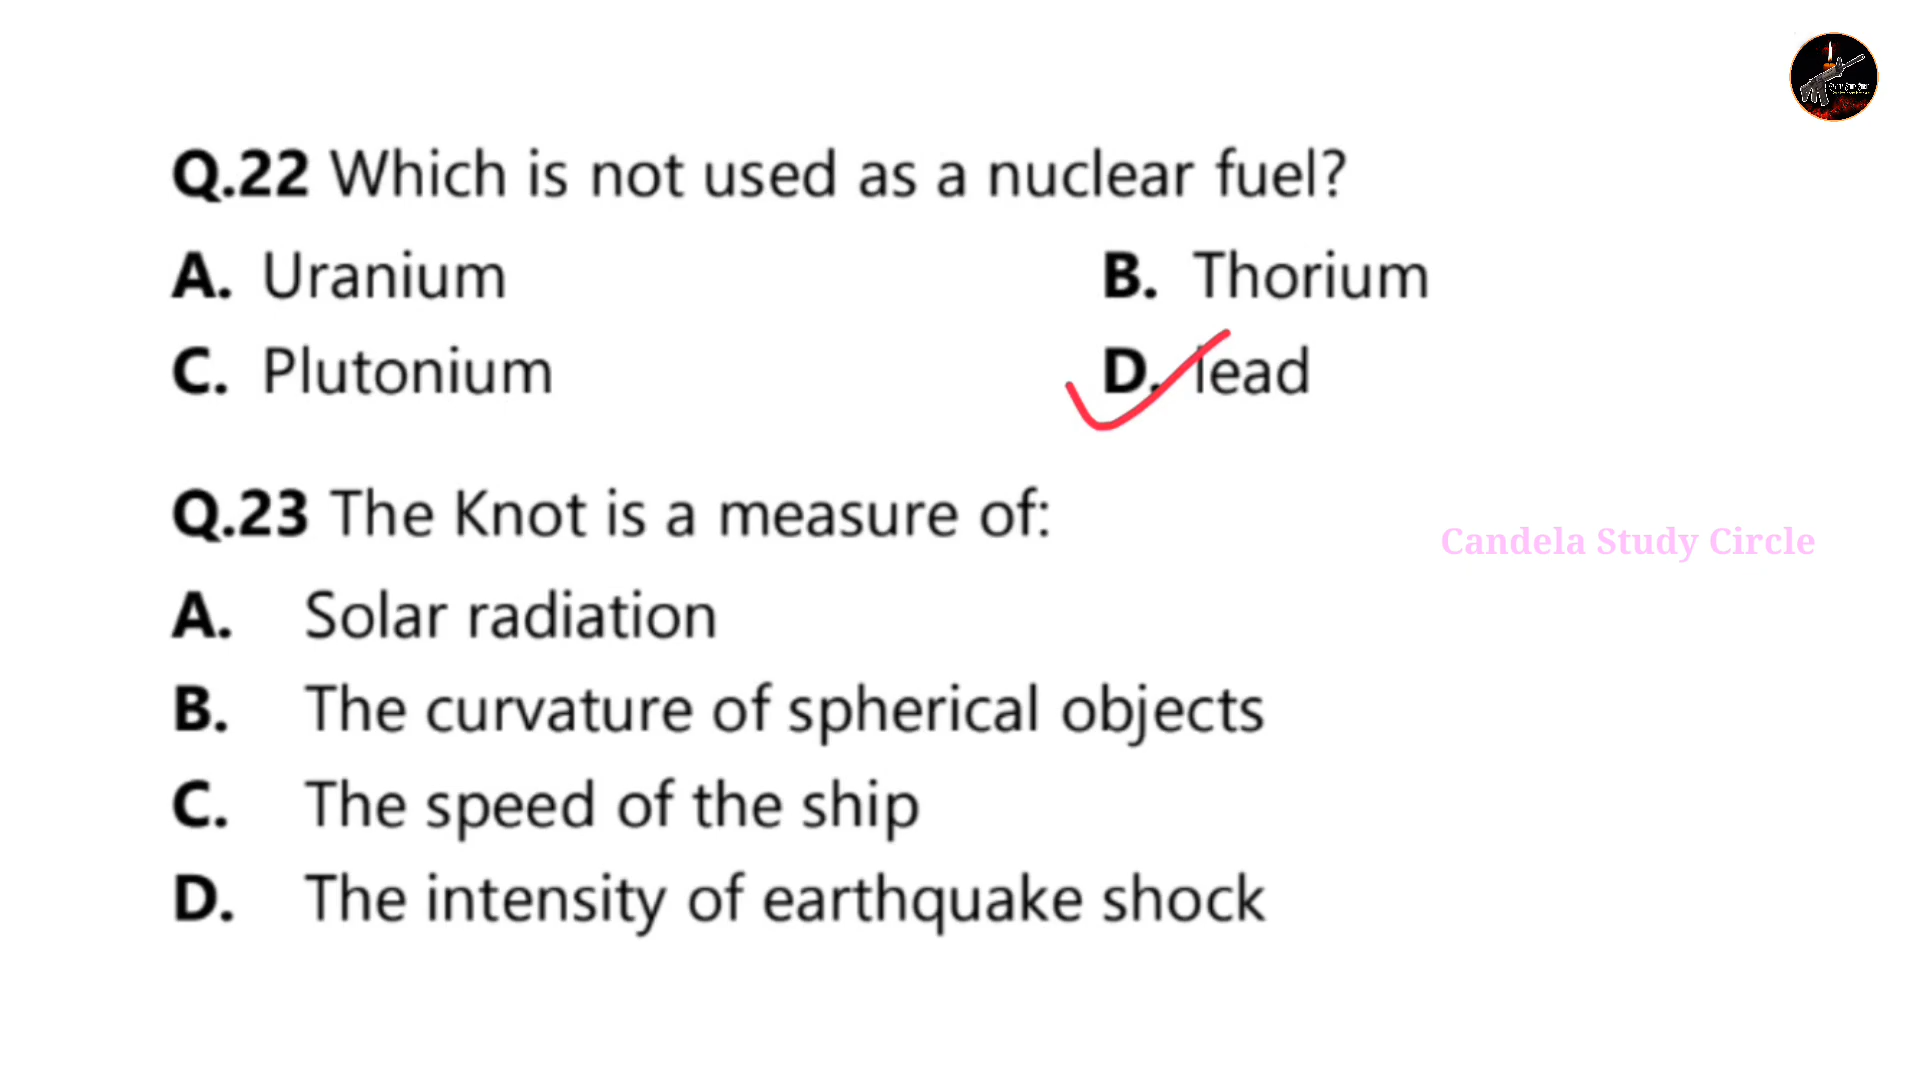 Q.22 Which is not used as a nuclear fuel?
A. Uranium B. Thorium
C. Plutonium D. lead
Q.23 The Knot is a measure of:
Candela Study Circle
A. Solar radiation
B. The curvature of spherical objects
C. The speed of the ship
D. The intensity of earthquake shock